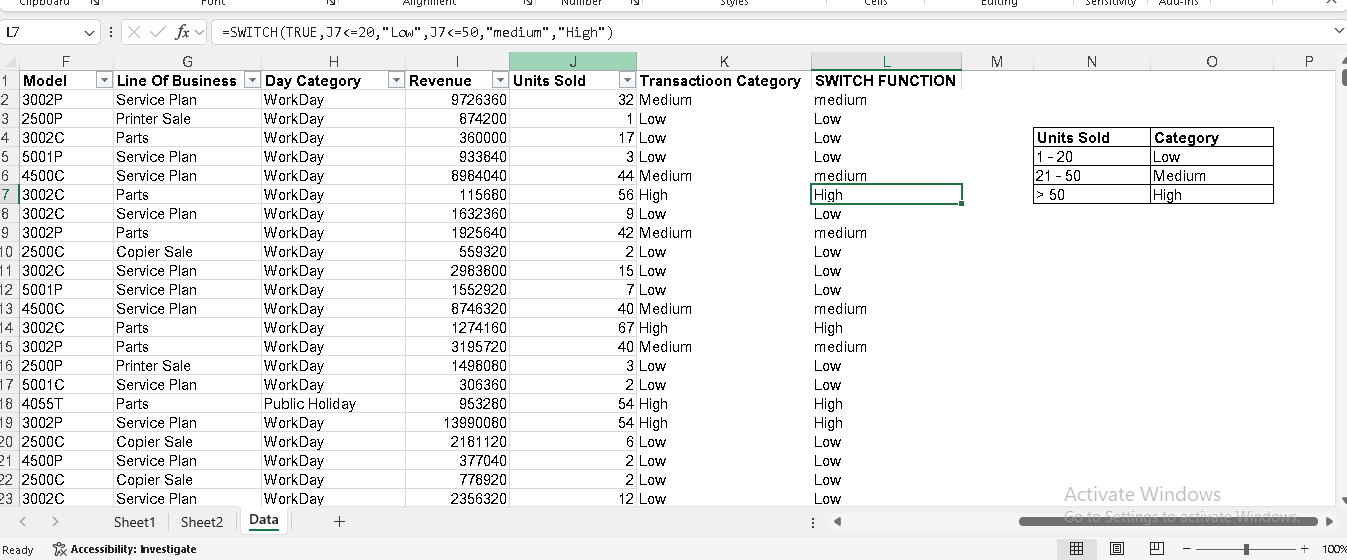 Clipboard Font Alignment Number Styles Cells Editing Sensitivity Add-ins
L7 fx =SWITCH(TRUE,J7<=20,"Low",J7<=50,"medium","High")
F G H I J K L M N O P
1 Model Line Of Business Day Category Revenue Units Sold Transactioon Category SWITCH FUNCTION
2 3002P Service Plan WorkDay 9726360 32 Medium medium
3 2500P Printer Sale WorkDay 874200 1 Low Low
4 3002C Parts WorkDay 360000 17 Low Low Units Sold Category
5 5001P Service Plan WorkDay 933840 3 Low Low 1 - 20 Low
6 4500C Service Plan WorkDay 8984040 44 Medium medium 21 - 50 Medium
7 3002C Parts WorkDay 115680 56 High High > 50 High
8 3002C Service Plan WorkDay 1632360 9 Low Low
9 3002P Parts WorkDay 1925640 42 Medium medium
10 2500C Copier Sale WorkDay 559320 2 Low Low
11 3002C Service Plan WorkDay 2983800 15 Low Low
12 5001P Service Plan WorkDay 1552920 7 Low Low
13 4500C Service Plan WorkDay 8746320 40 Medium medium
14 3002C Parts WorkDay 1274160 67 High High
15 3002P Parts WorkDay 3195720 40 Medium medium
16 2500P Printer Sale WorkDay 1498080 3 Low Low
17 5001C Service Plan WorkDay 306360 2 Low Low
18 4055T Parts Public Holiday 953280 54 High High
19 3002P Service Plan WorkDay 13990080 54 High High
20 2500C Copier Sale WorkDay 2181120 6 Low Low
21 4500P Service Plan WorkDay 377040 2 Low Low
22 2500C Copier Sale WorkDay 778920 2 Low Low
23 3002C Service Plan WorkDay 2356320 12 Low Low
Activate Windows
Go to Settings to activate Windows.
Sheet1 Sheet2 Data +
Ready Accessibility: Investigate 100%